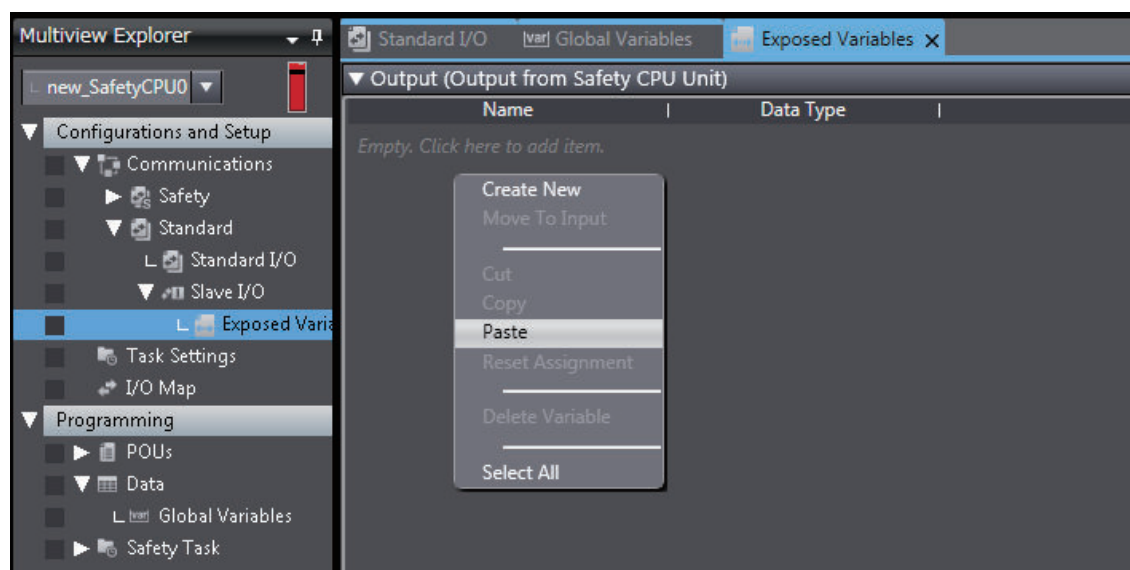 Multiview Explorer
new_SafetyCPU0
Configurations and Setup
Communications
Safety
Standard
Standard I/O
Slave I/O
Exposed Varia
Task Settings
I/O Map
Programming
POUs
Data
Global Variables
Safety Task
Standard I/O
var Global Variables
Exposed Variables
Output (Output from Safety CPU Unit)
Name Data Type
Empty. Click here to add item.
Create New
Move To Input
Cut
Copy
Paste
Reset Assignment
Delete Variable
Select All